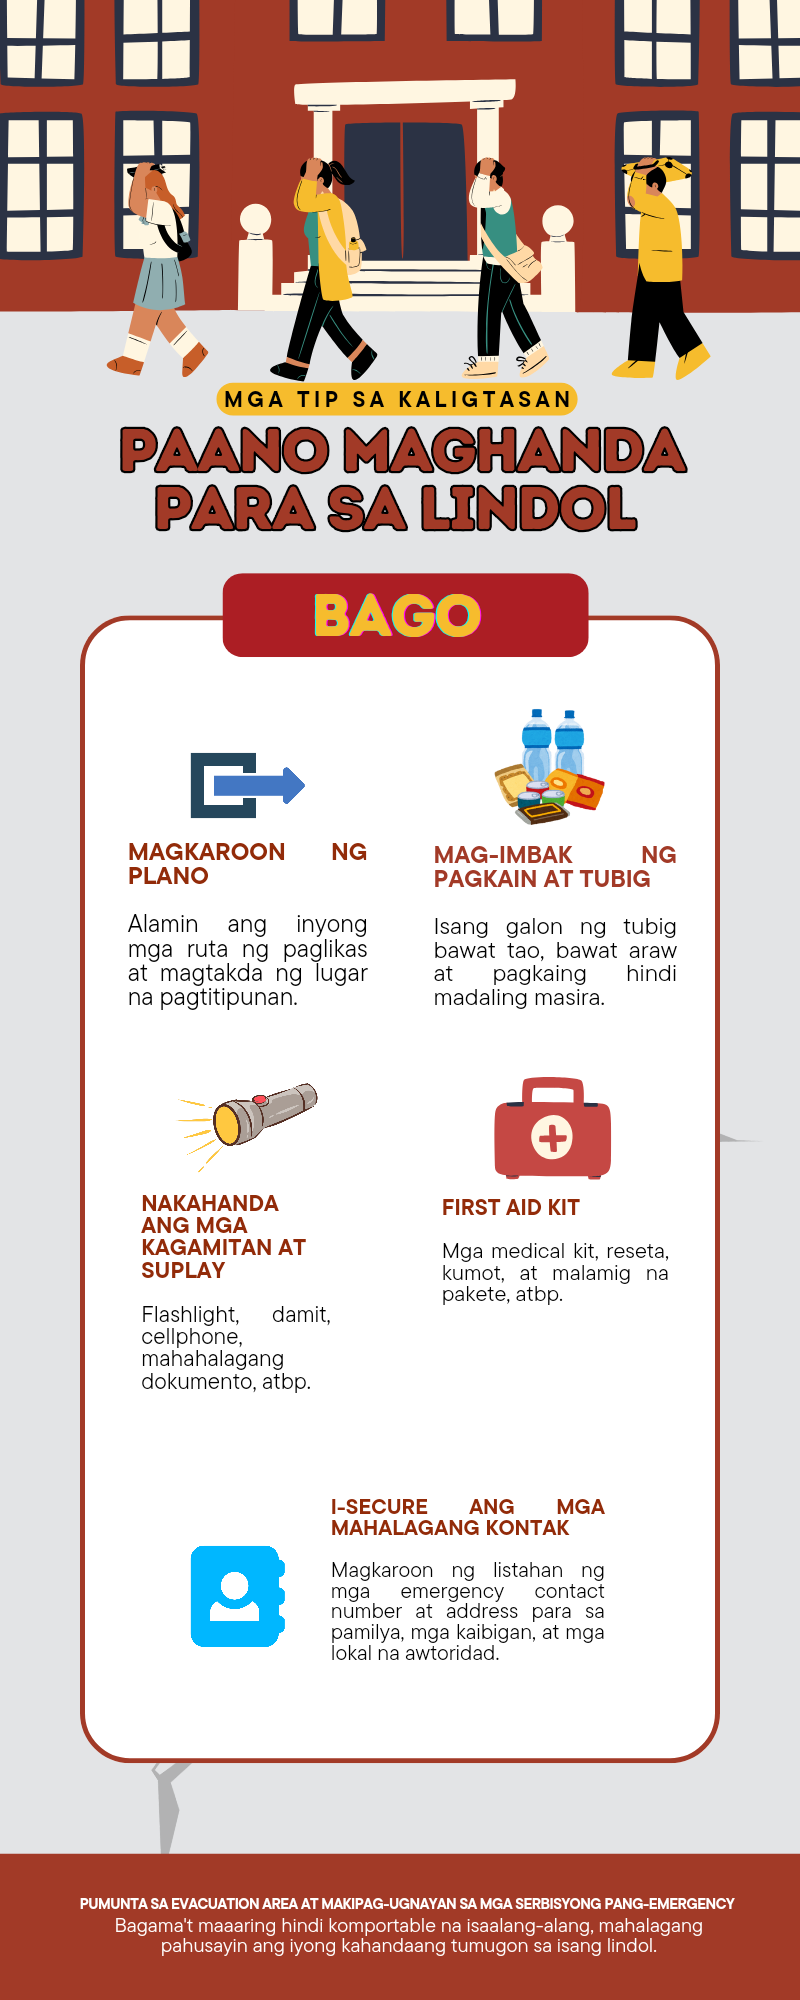 MGA TIP SA KALIGTASAN
PAANO MAGHANDA
PARA SA LINDOL
BAGO
MAGKAROON NG
PLANO
Alamin ang inyong
mga ruta ng paglikas
at magtakda ng lugar
na pagtitipunan.
MAG-IMBAK NG
PAGKAIN AT TUBIG
Isang galon ng tubig
bawat tao, bawat araw
at pagkaing hindi
madaling masira.
NAKAHANDA
ANG MGA
KAGAMITAN AT
SUPLAY
Flashlight, damit,
cellphone,
mahahalagang
dokumento, atbp.
FIRST AID KIT
Mga medical kit, reseta,
kumot, at malamig na
pakete, atbp.
I-SECURE ANG MGA
MAHALAGANG KONTAK
Magkaroon ng listahan ng
mga emergency contact
number at address para sa
pamilya, mga kaibigan, at mga
lokal na awtoridad.
PUMUNTA SA EVACUATION AREA AT MAKIPAG-UGNAYAN SA MGA SERBISYONG PANG-EMERGENCY
Bagama't maaaring hindi komportable na isaalang-alang, mahalagang
pahusayin ang iyong kahandaang tumugon sa isang lindol.